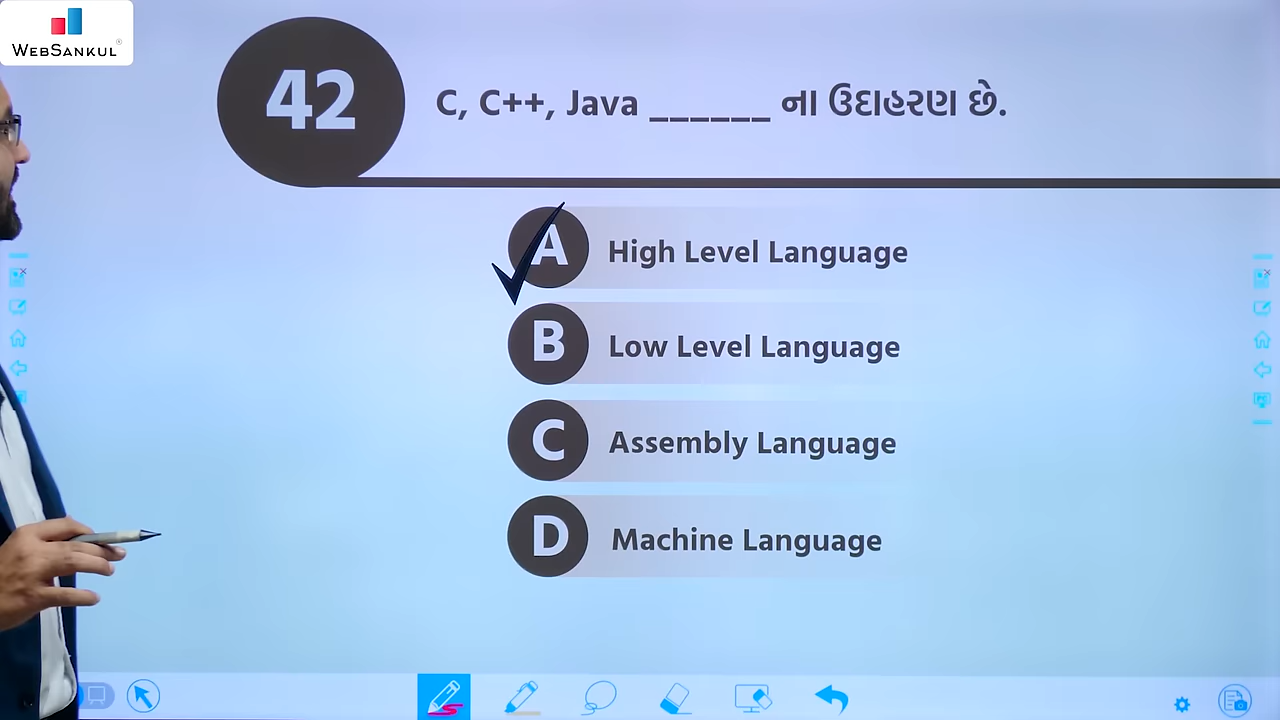 WEBSANKUL
42
C, C++, Java ______ ના ઉદાહરણ છે.
A High Level Language
B Low Level Language
C Assembly Language
D Machine Language